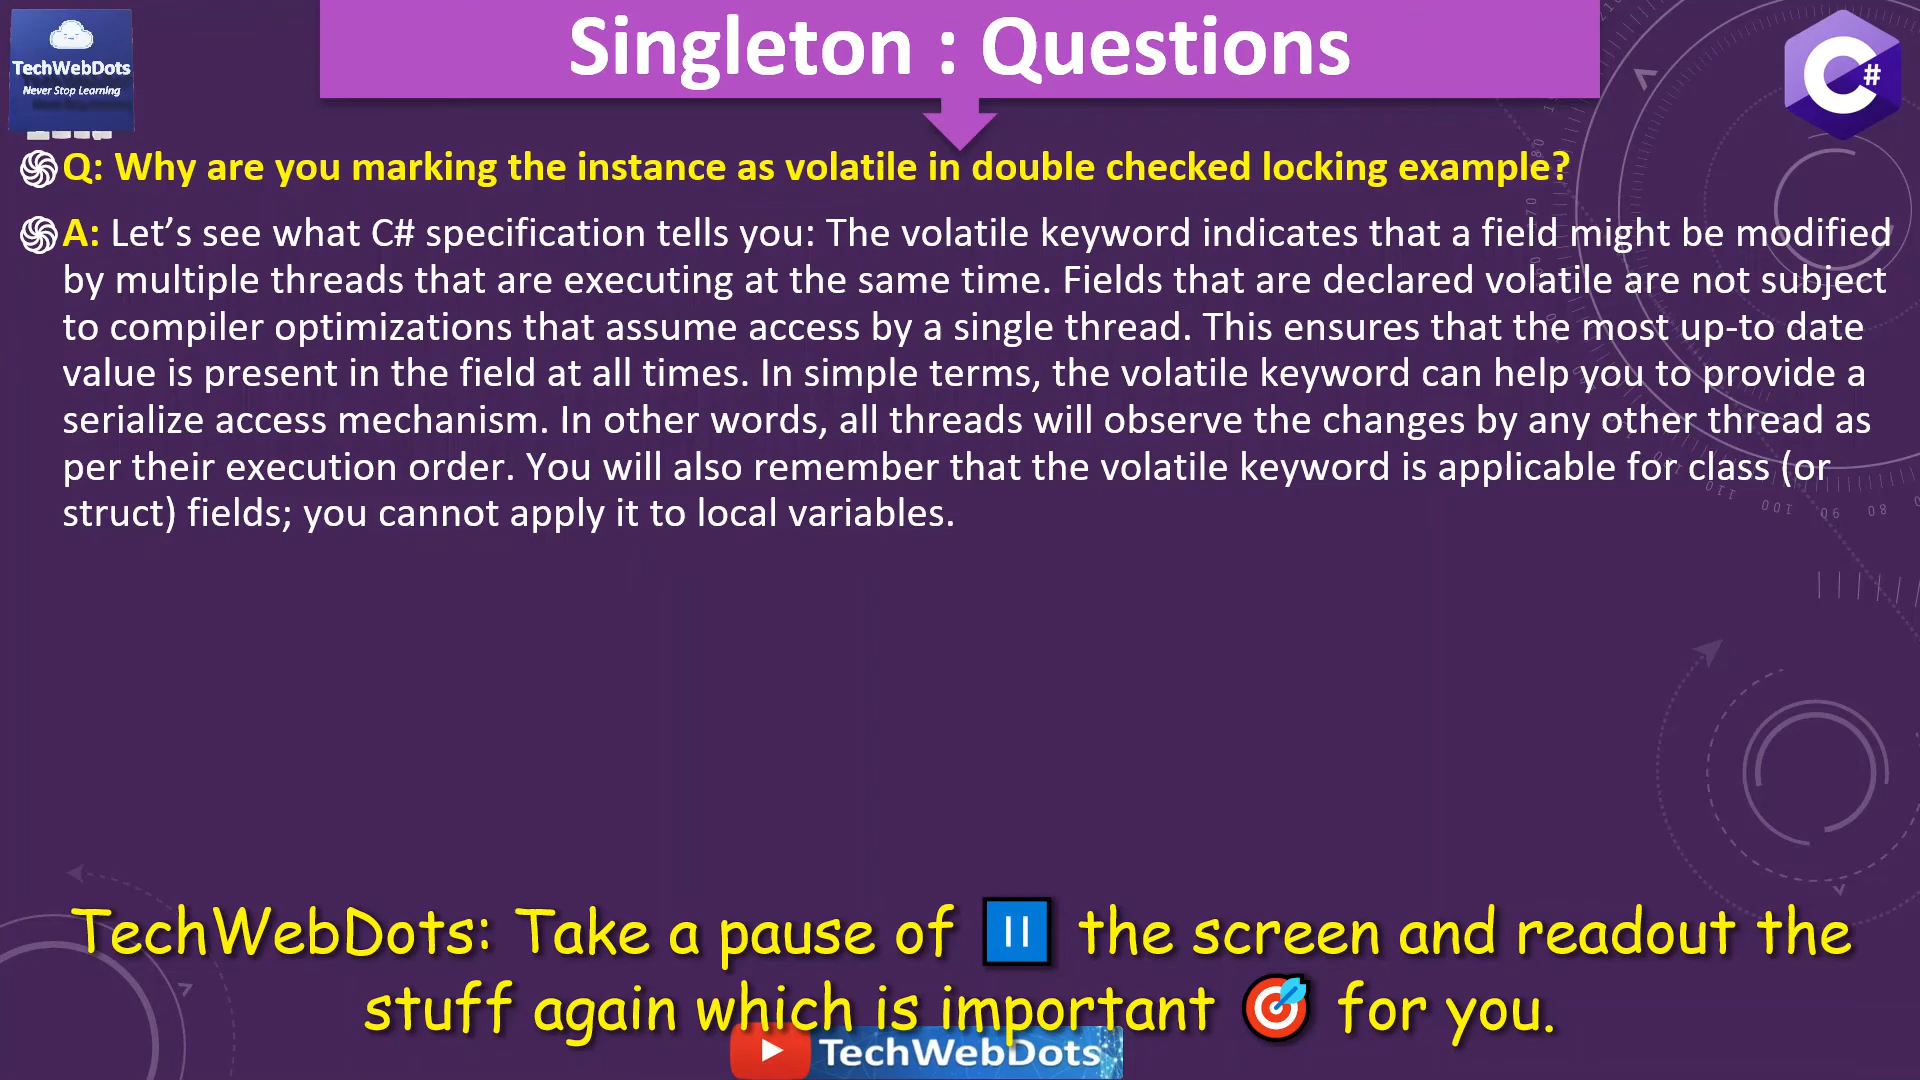 TechWebDots
Never Stop Learning
Singleton : Questions
C#
Q: Why are you marking the instance as volatile in double checked locking example?
A: Let’s see what C# specification tells you: The volatile keyword indicates that a field might be modified
by multiple threads that are executing at the same time. Fields that are declared volatile are not subject
to compiler optimizations that assume access by a single thread. This ensures that the most up-to date
value is present in the field at all times. In simple terms, the volatile keyword can help you to provide a
serialize access mechanism. In other words, all threads will observe the changes by any other thread as
per their execution order. You will also remember that the volatile keyword is applicable for class (or
struct) fields; you cannot apply it to local variables.
TechWebDots: Take a pause of ⏸ the screen and readout the
stuff again which is important 🎯 for you.
TechWebDots